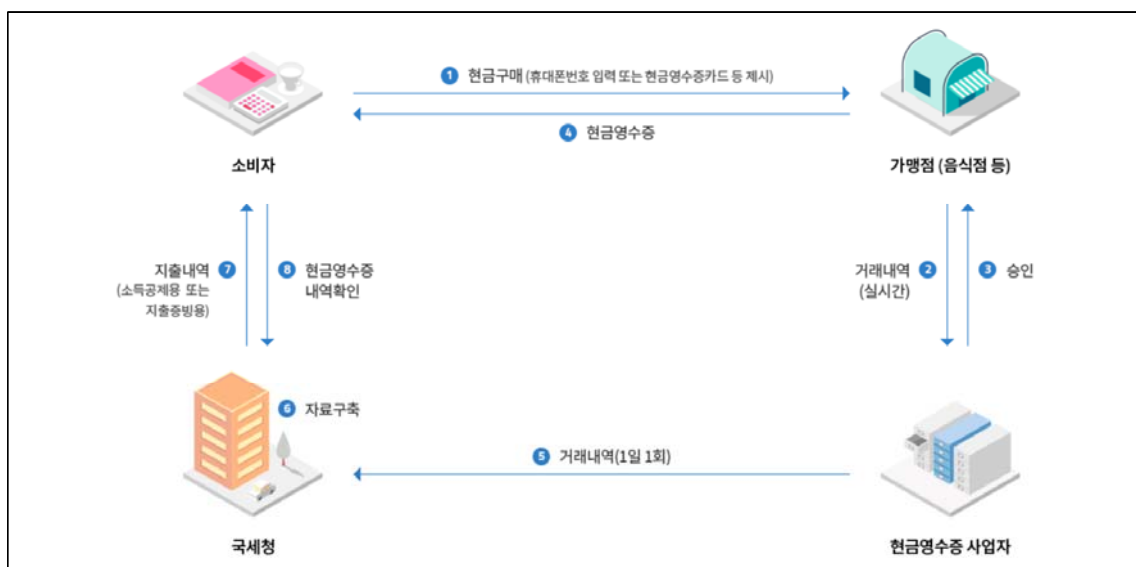 1 현금구매 (휴대폰번호 입력 또는 현금영수증카드 등 제시)
4 현금영수증
소비자
가맹점 (음식점 등)
지출내역 7
(소득공제용 또는
지출증빙용)
8 현금영수증
내역확인
거래내역 2
(실시간)
3 승인
6 자료구축
5 거래내역(1일 1회)
국세청
현금영수증 사업자